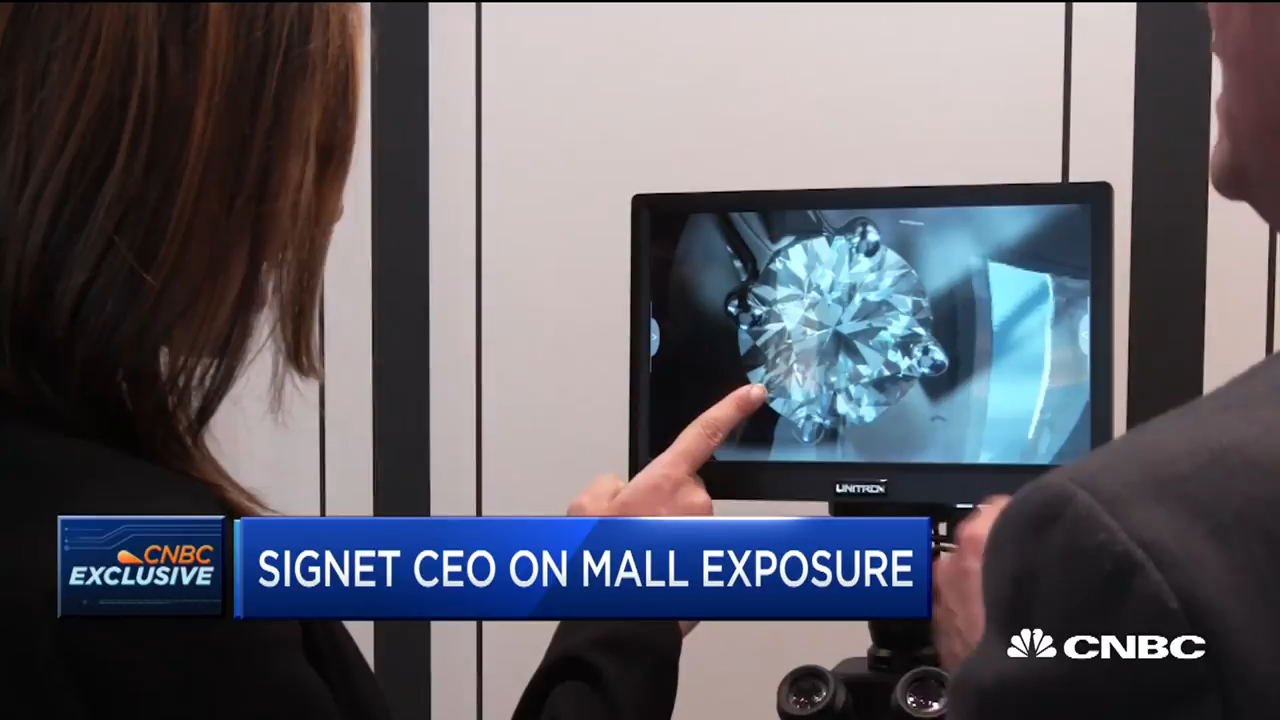 UNITRON
CNBC
EXCLUSIVE
SIGNET CEO ON MALL EXPOSURE
CNBC